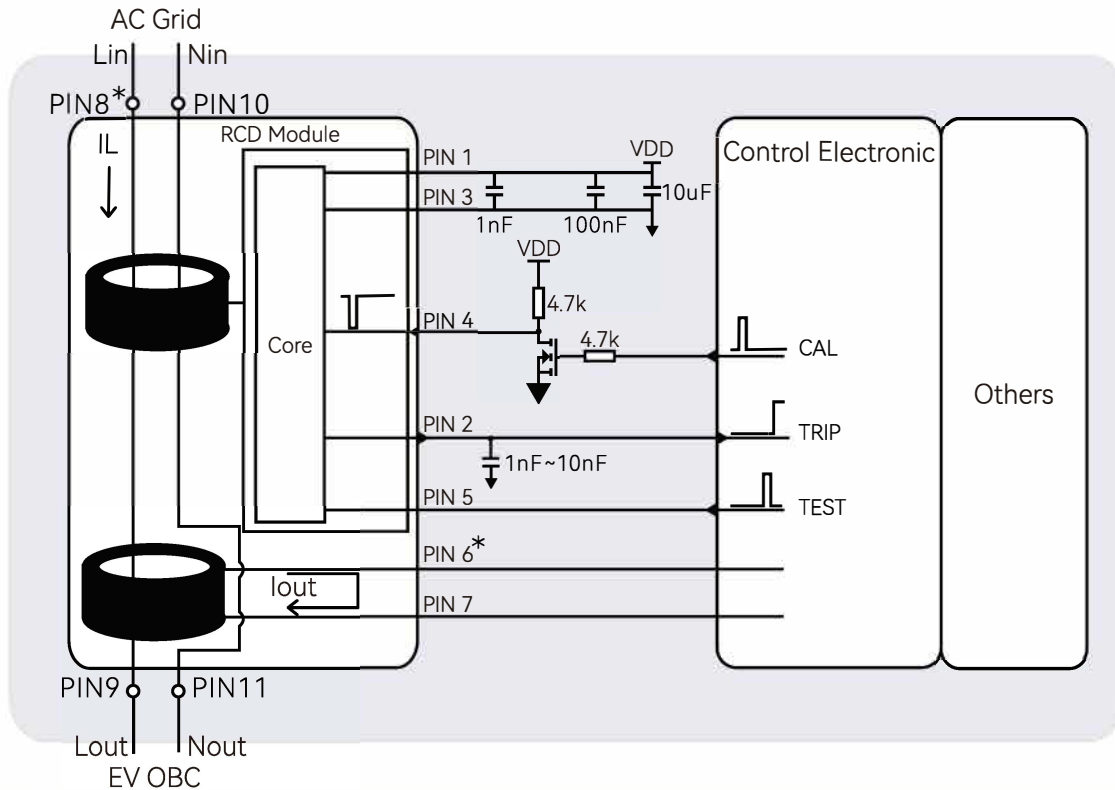 AC Grid
Lin
Nin
PIN8*
PIN10
RCD Module
IL
PIN 1
VDD
Control Electronic
PIN 3
10uF
1nF
100nF
VDD
4.7k
PIN 4
4.7k
Core
CAL
Others
PIN 2
TRIP
1nF~10nF
PIN 5
TEST
PIN 6*
Iout
PIN 7
PIN9
PIN11
Lout
Nout
EV OBC